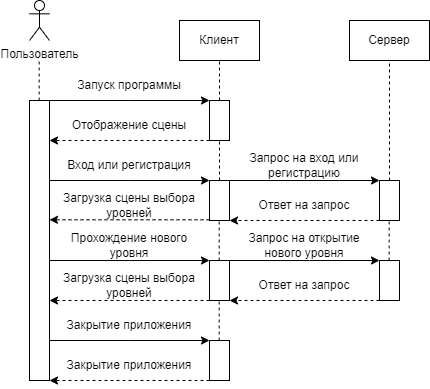 Пользователь
Клиент
Сервер
Запуск программы
Отображение сцены
Вход или регистрация
Запрос на вход или
регистрацию
Загрузка сцены выбора
уровней
Ответ на запрос
Прохождение нового
уровня
Запрос на открытие
нового уровня
Загрузка сцены выбора
уровней
Ответ на запрос
Закрытие приложения
Закрытие приложения